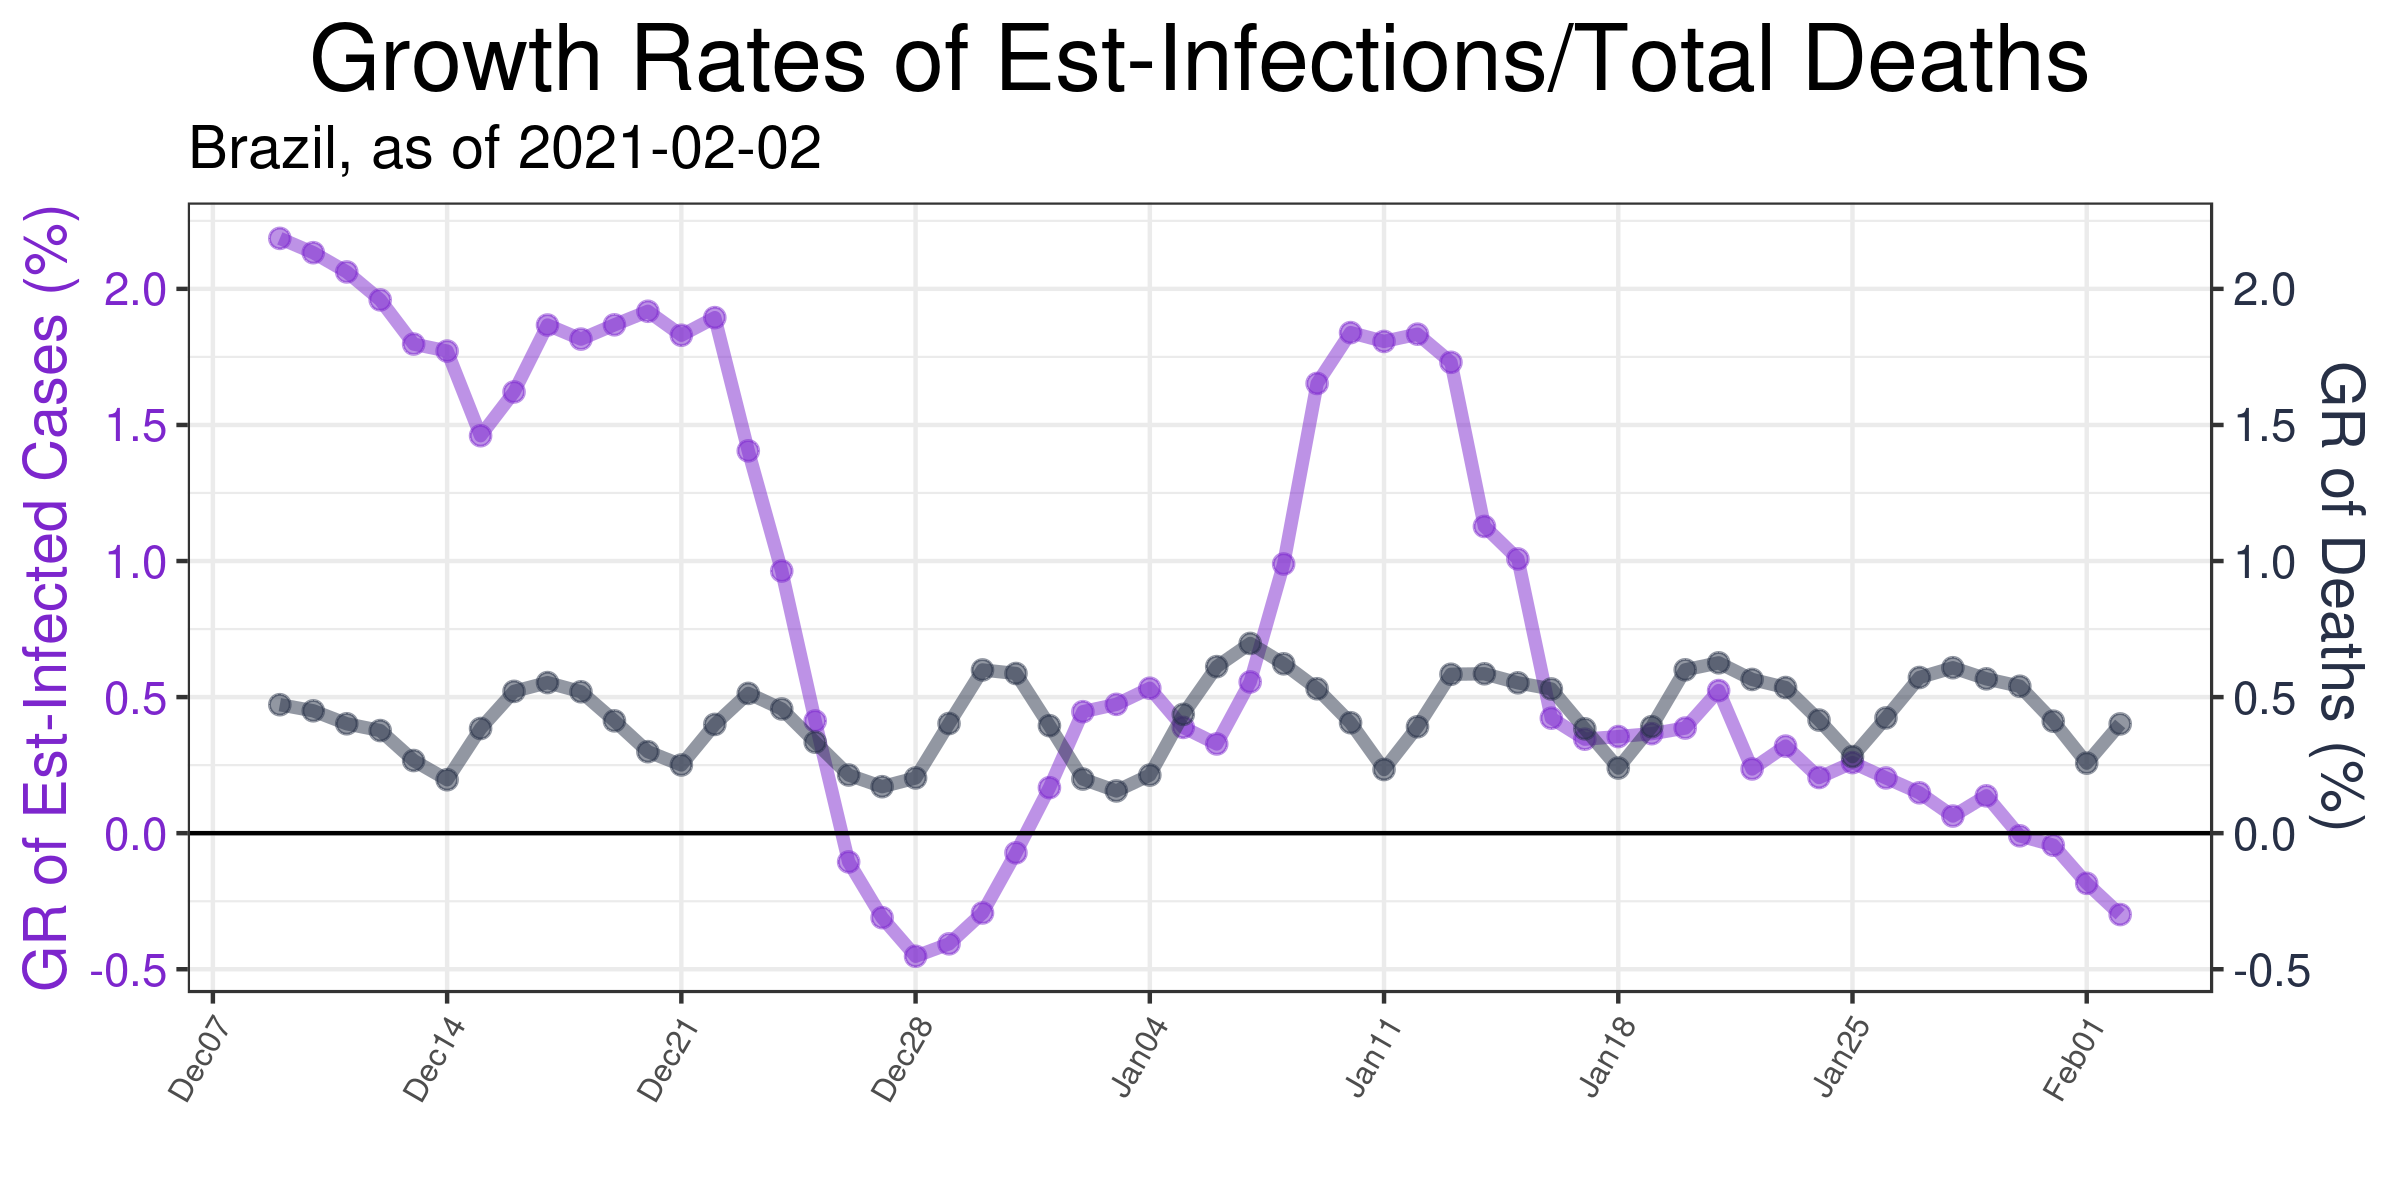 Growth Rates of Est-Infections/Total Deaths
Brazil, as of 2021-02-02
GR of Est-Infected Cases (%)
2.0
1.5
1.0
0.5
0.0
-0.5
2.0
1.5
1.0
0.5
0.0
-0.5
GR of Deaths (%)
Dec07
Dec14
Dec21
Dec28
Jan04
Jan11
Jan18
Jan25
Feb01